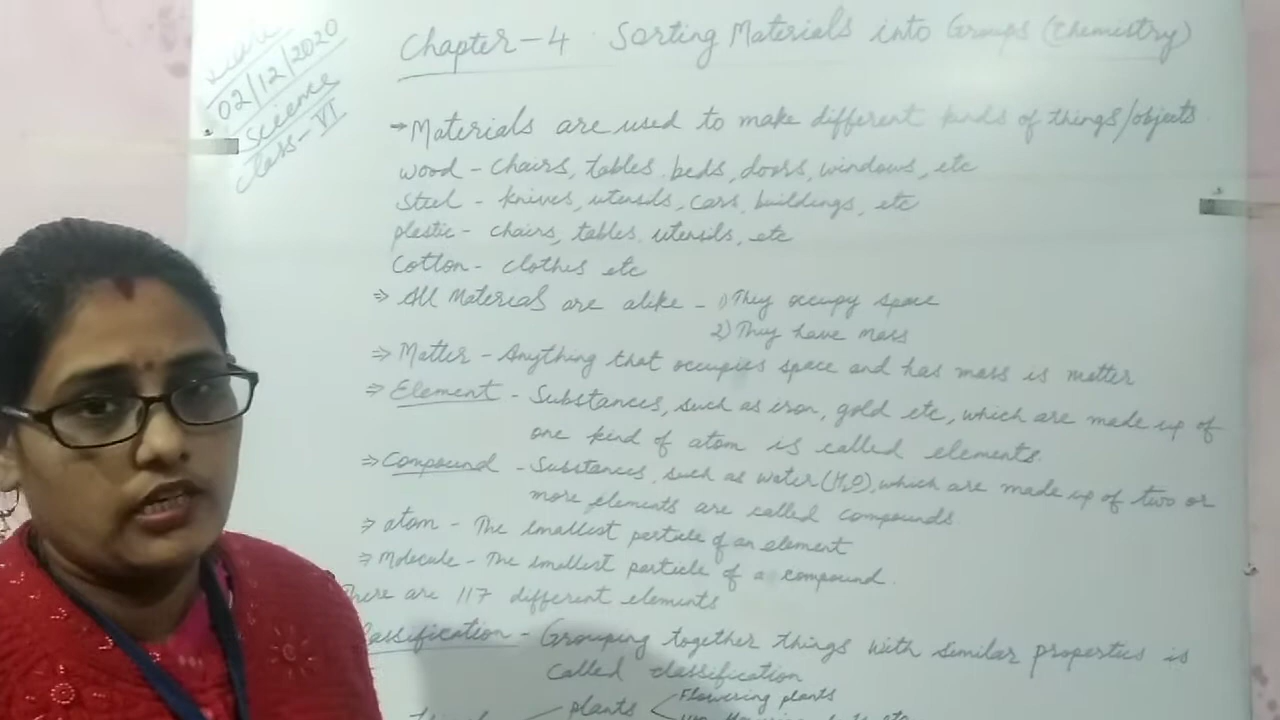 02/12/2020
Science
Class-VI
Chapter-4 Sorting Materials into Groups (Chemistry)
→ Materials are used to make different kinds of things/objects
wood - chairs, tables, beds, doors, windows, etc
Steel - knives, utensils, cars, buildings, etc
plastic - chairs, tables, utensils, etc
Cotton - clothes etc
⇒ All Materials are alike - 1) They occupy space
2) They have mass
⇒ Matter - Anything that occupies space and has mass is matter
⇒ Element - Substances, such as iron, gold etc, which are made up of
one kind of atom is called elements.
⇒ Compound - Substances, such as water (H2O), which are made up of two or
more elements are called compounds.
⇒ atom - The smallest particle of an element
⇒ Molecule - The smallest particle of a compound.
here are 117 different elements
lassification - Grouping together things with similar properties is
called classification
plants < Flowering plants